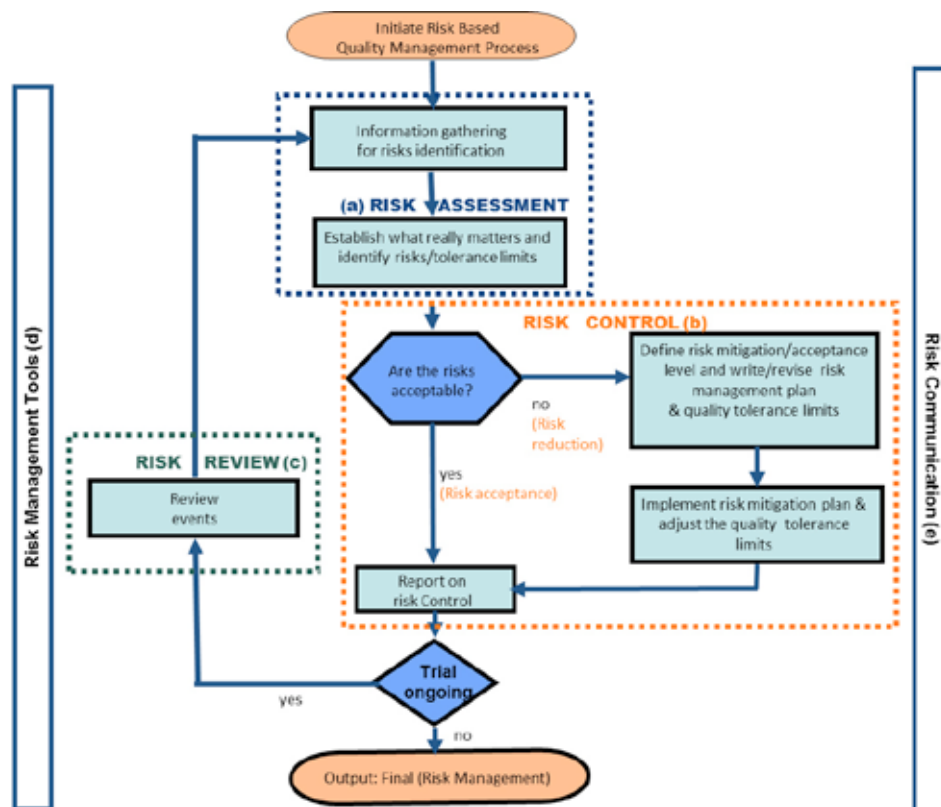 Initiate Risk Based
Quality Management Process
Information gathering
for risks identification
(a) RISK ASSESSMENT
Establish what really matters and
identify risks/tolerance limits
RISK CONTROL (b)
Are the risks
acceptable?
Define risk mitigation/acceptance
level and write/revise risk
management plan
& quality tolerance limits
no
(Risk
reduction)
yes
(Risk acceptance)
Implement risk mitigation plan &
adjust the quality tolerance
limits
RISK REVIEW (c)
Review
events
Report on
risk Control
Trial
ongoing
yes
no
Output: Final (Risk Management)
Risk Management Tools (d)
Risk Communication (e)